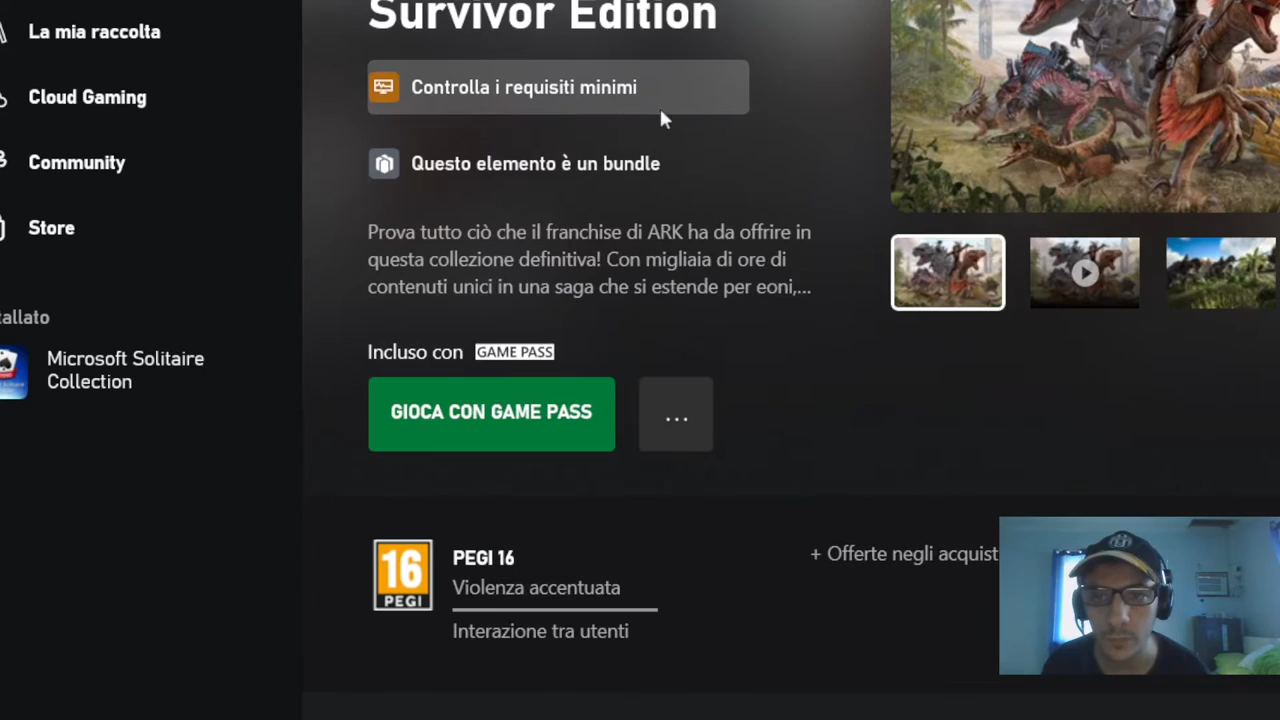 Survivor Edition
La mia raccolta
Cloud Gaming
Community
Store
tallato
Microsoft Solitaire
Collection
Controlla i requisiti minimi
Questo elemento è un bundle
Prova tutto ciò che il franchise di ARK ha da offrire in
questa collezione definitiva! Con migliaia di ore di
contenuti unici in una saga che si estende per eoni,...
Incluso con GAME PASS
GIOCA CON GAME PASS
...
16
PEGI
PEGI 16
Violenza accentuata
Interazione tra utenti
+ Offerte negli acquist